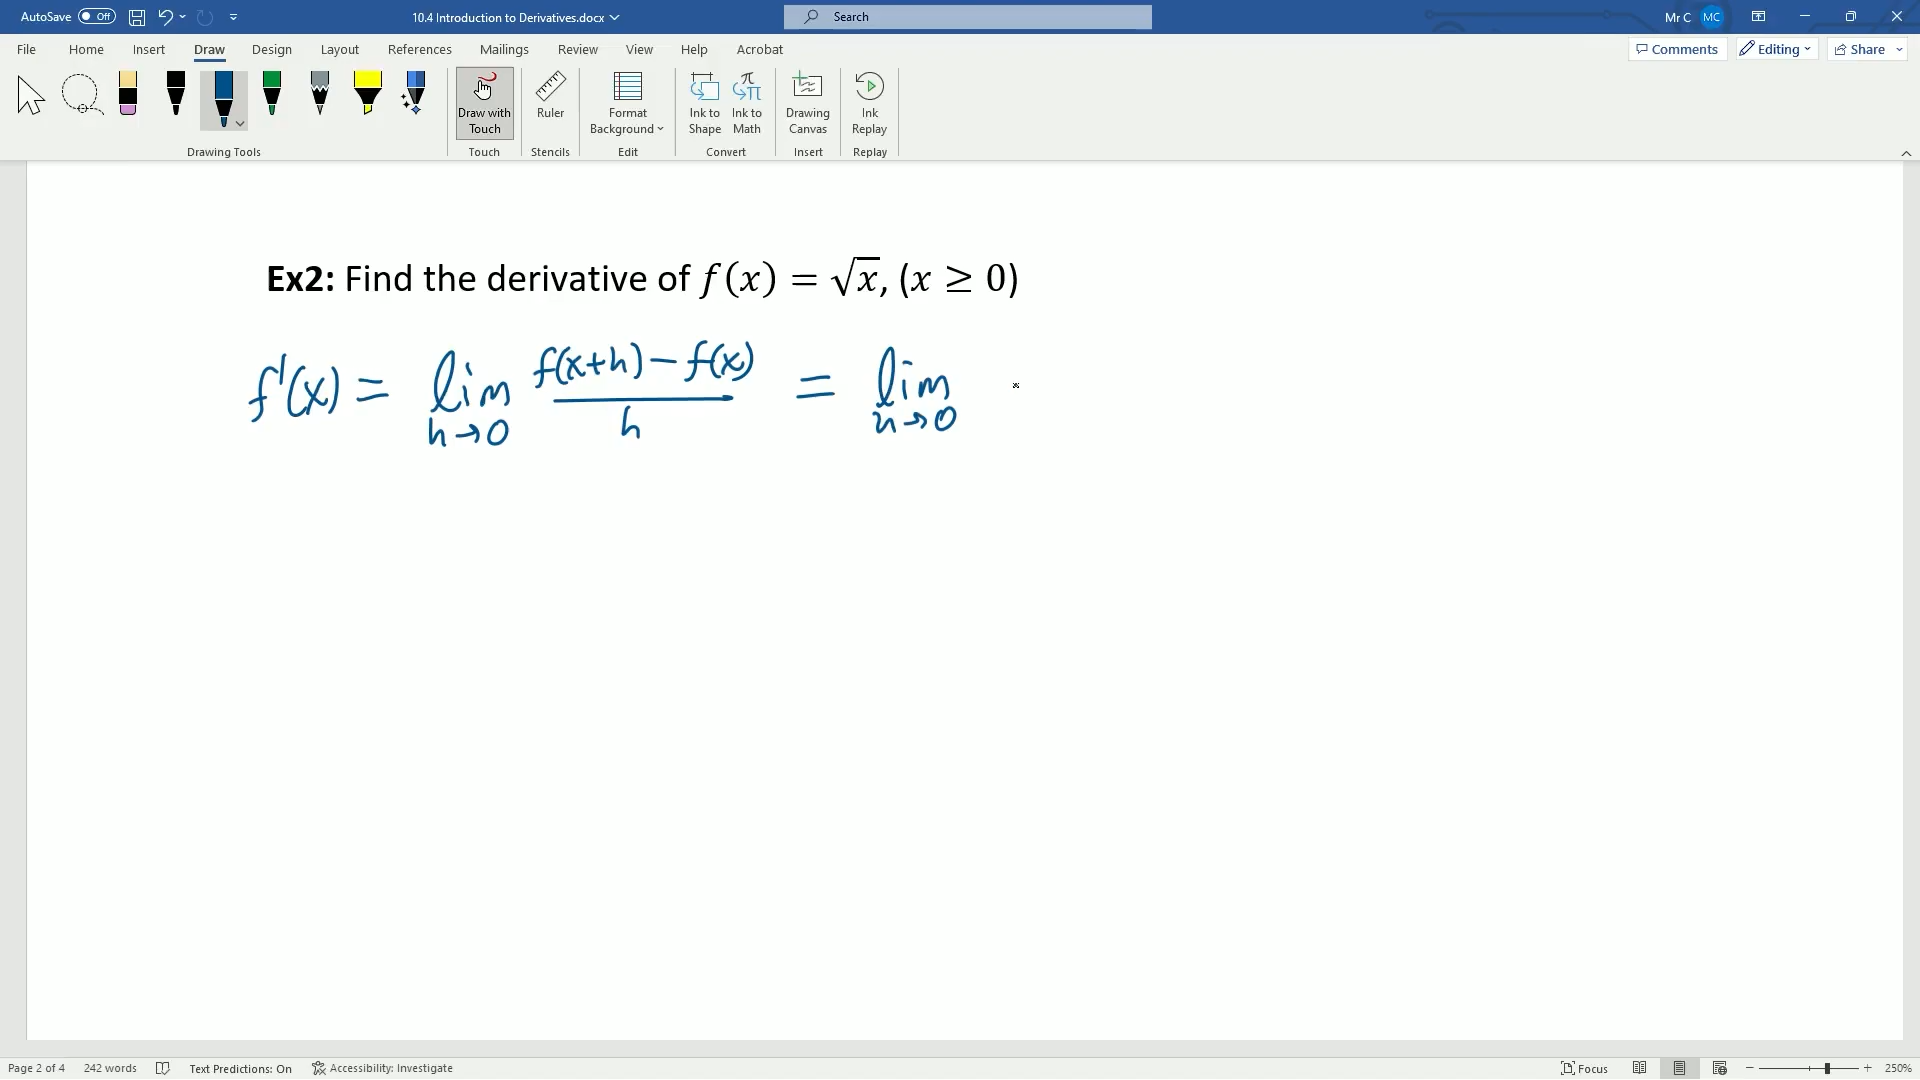 AutoSave Off 10.4 Introduction to Derivatives.docx Search Mr C MC
File Home Insert Draw Design Layout References Mailings Review View Help Acrobat Comments Editing Share
Draw with Touch Ruler Format Background Ink to Shape Ink to Math Drawing Canvas Ink Replay
Drawing Tools Touch Stencils Edit Convert Insert Replay
Ex2: Find the derivative of f(x) = √x, (x ≥ 0)
f'(x) = lim h→0 (f(x+h) − f(x))/h = lim h→0
Page 2 of 4 242 words Text Predictions: On Accessibility: Investigate Focus 250%